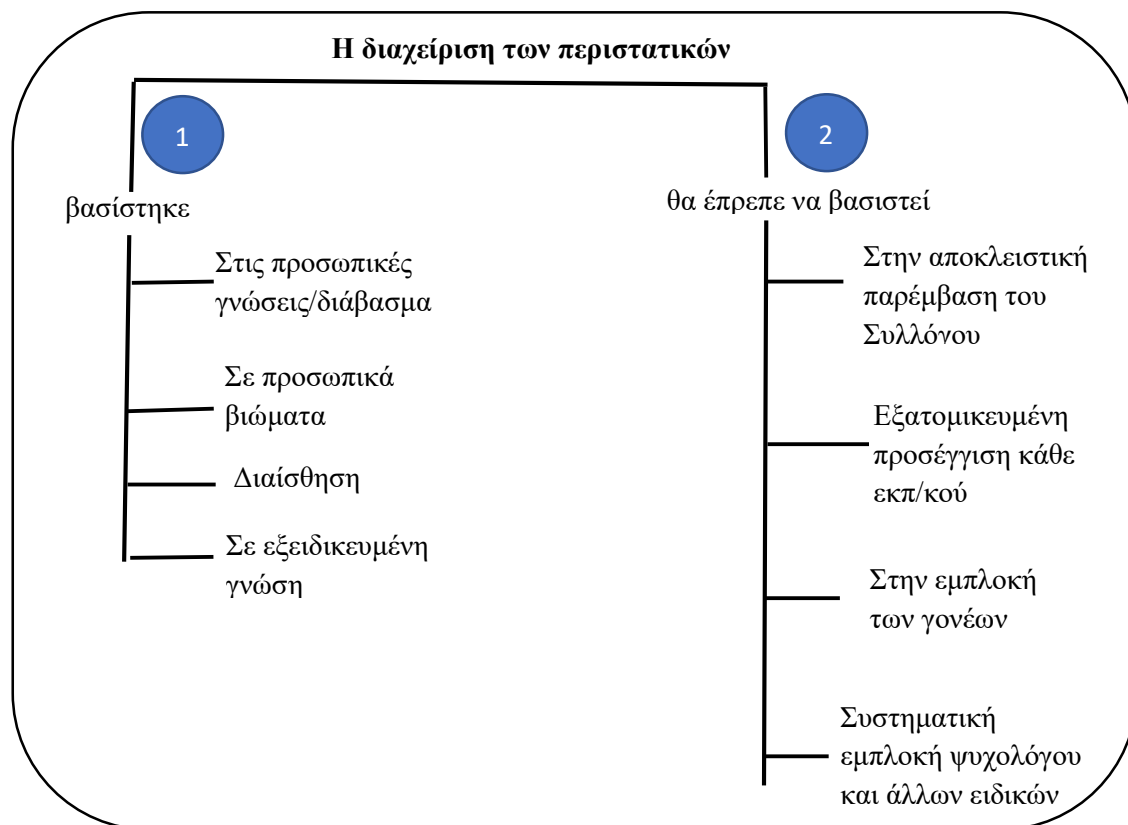 Η διαχείριση των περιστατικών
1
βασίστηκε
Στις προσωπικές
γνώσεις/διάβασμα
Σε προσωπικά
βιώματα
Διαίσθηση
Σε εξειδικευμένη
γνώση
2
θα έπρεπε να βασιστεί
Στην αποκλειστική
παρέμβαση του
Συλλόγου
Εξατομικευμένη
προσέγγιση κάθε
εκπ/κού
Στην εμπλοκή
των γονέων
Συστηματική
εμπλοκή ψυχολόγου
και άλλων ειδικών